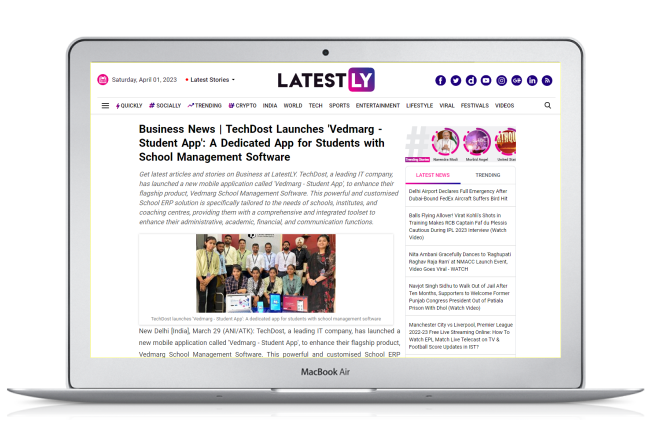 Saturday, April 01, 2023
Latest Stories
LATESTLY
QUICKLY SOCIALLY TRENDING CRYPTO INDIA WORLD TECH SPORTS ENTERTAINMENT LIFESTYLE VIRAL FESTIVALS VIDEOS
Business News | TechDost Launches 'Vedmarg -
Student App': A Dedicated App for Students with
School Management Software
Get latest articles and stories on Business at LatestLY. TechDost, a leading IT company,
has launched a new mobile application called 'Vedmarg - Student App', to enhance their
flagship product, Vedmarg School Management Software. This powerful and customised
School ERP solution is specifically tailored to the needs of schools, institutes, and
coaching centres, providing them with a comprehensive and integrated toolset to
enhance their administrative, academic, financial, and communication functions.
TechDost launches 'Vedmarg - Student App': A dedicated app for students with school management software
New Delhi [India], March 29 (ANI/ATK): TechDost, a leading IT company, has launched a
new mobile application called 'Vedmarg - Student App', to enhance their flagship product,
Vedmarg School Management Software. This powerful and customised School ERP
#
Trending Stories
Narendra Modi
Morbid Angel
United Stat
LATEST NEWS
TRENDING
Delhi Airport Declares Full Emergency After
Dubai-Bound FedEx Aircraft Suffers Bird Hit
Balls Flying Allover! Virat Kohli's Shots in
Training Makes RCB Captain Faf du Plessis
Cautious During IPL 2023 Interview (Watch
Video)
Nita Ambani Gracefully Dances to 'Raghupati
Raghav Raja Ram' at NMACC Launch Event,
Video Goes Viral - WATCH
Navjot Singh Sidhu to Walk Out of Jail After
Ten Months, Supporters to Welcome Former
Punjab Congress President Out of Patiala
Prison With Dhol (Watch Video)
Manchester City vs Liverpool, Premier League
2022-23 Free Live Streaming Online: How To
Watch EPL Match Live Telecast on TV &
Football Score Updates in IST?
MacBook Air